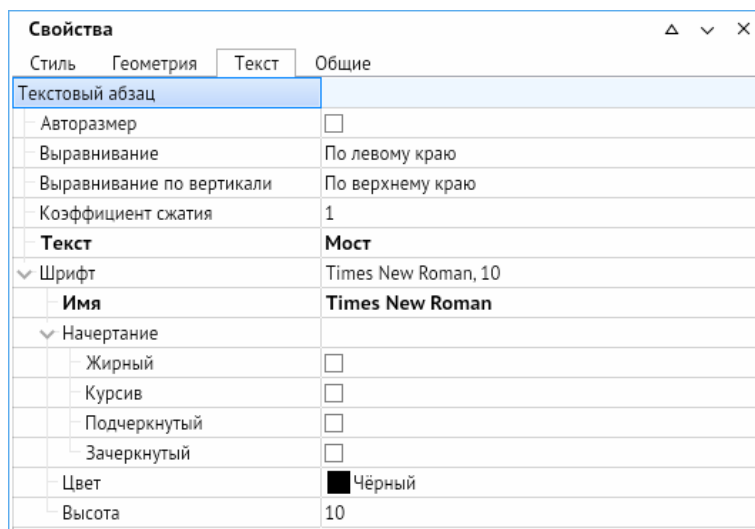 Свойства
Стиль Геометрия Текст Общие
Текстовый абзац
Авторазмер
Выравнивание По левому краю
Выравнивание по вертикали По верхнему краю
Коэффициент сжатия 1
Текст Мост
Шрифт Times New Roman, 10
Имя Times New Roman
Начертание
Жирный
Курсив
Подчеркнутый
Зачеркнутый
Цвет Чёрный
Высота 10